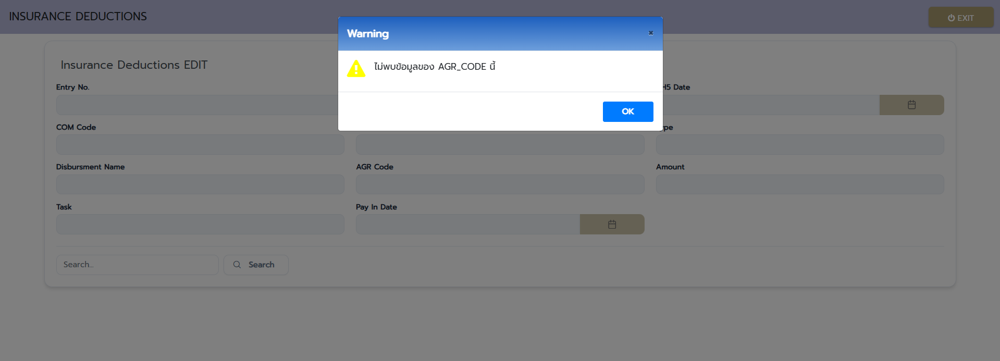 INSURANCE DEDUCTIONS
EXIT
Warning
ไม่พบข้อมูลของ AGR_CODE นี้
OK
Insurance Deductions EDIT
Entry No.
H5 Date
COM Code
Disbursment Name
AGR Code
Amount
Task
Pay In Date
Search...
Search